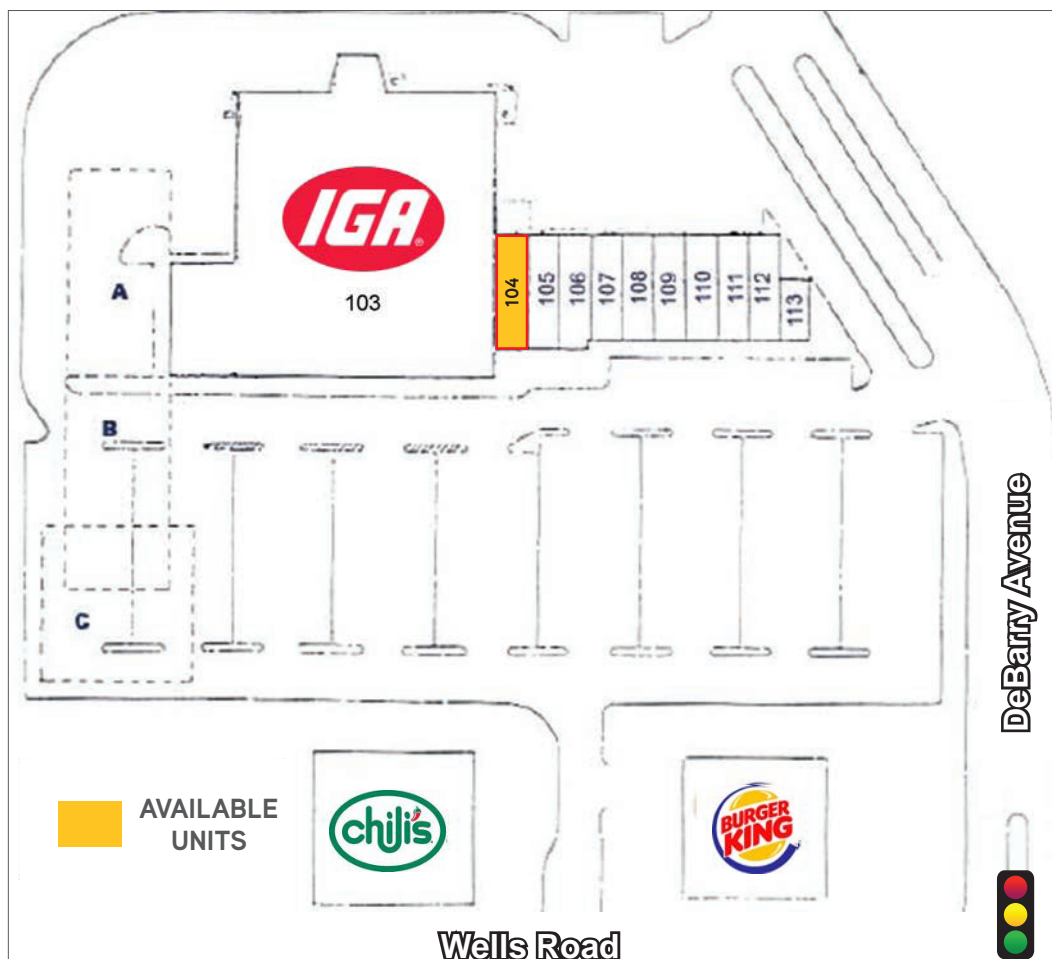 IGA
®
103
104
105
106
107
108
109
110
111
112
113
A
B
C
DeBarry Avenue
AVAILABLE
UNITS
chili's
BURGER
KING
Wells Road